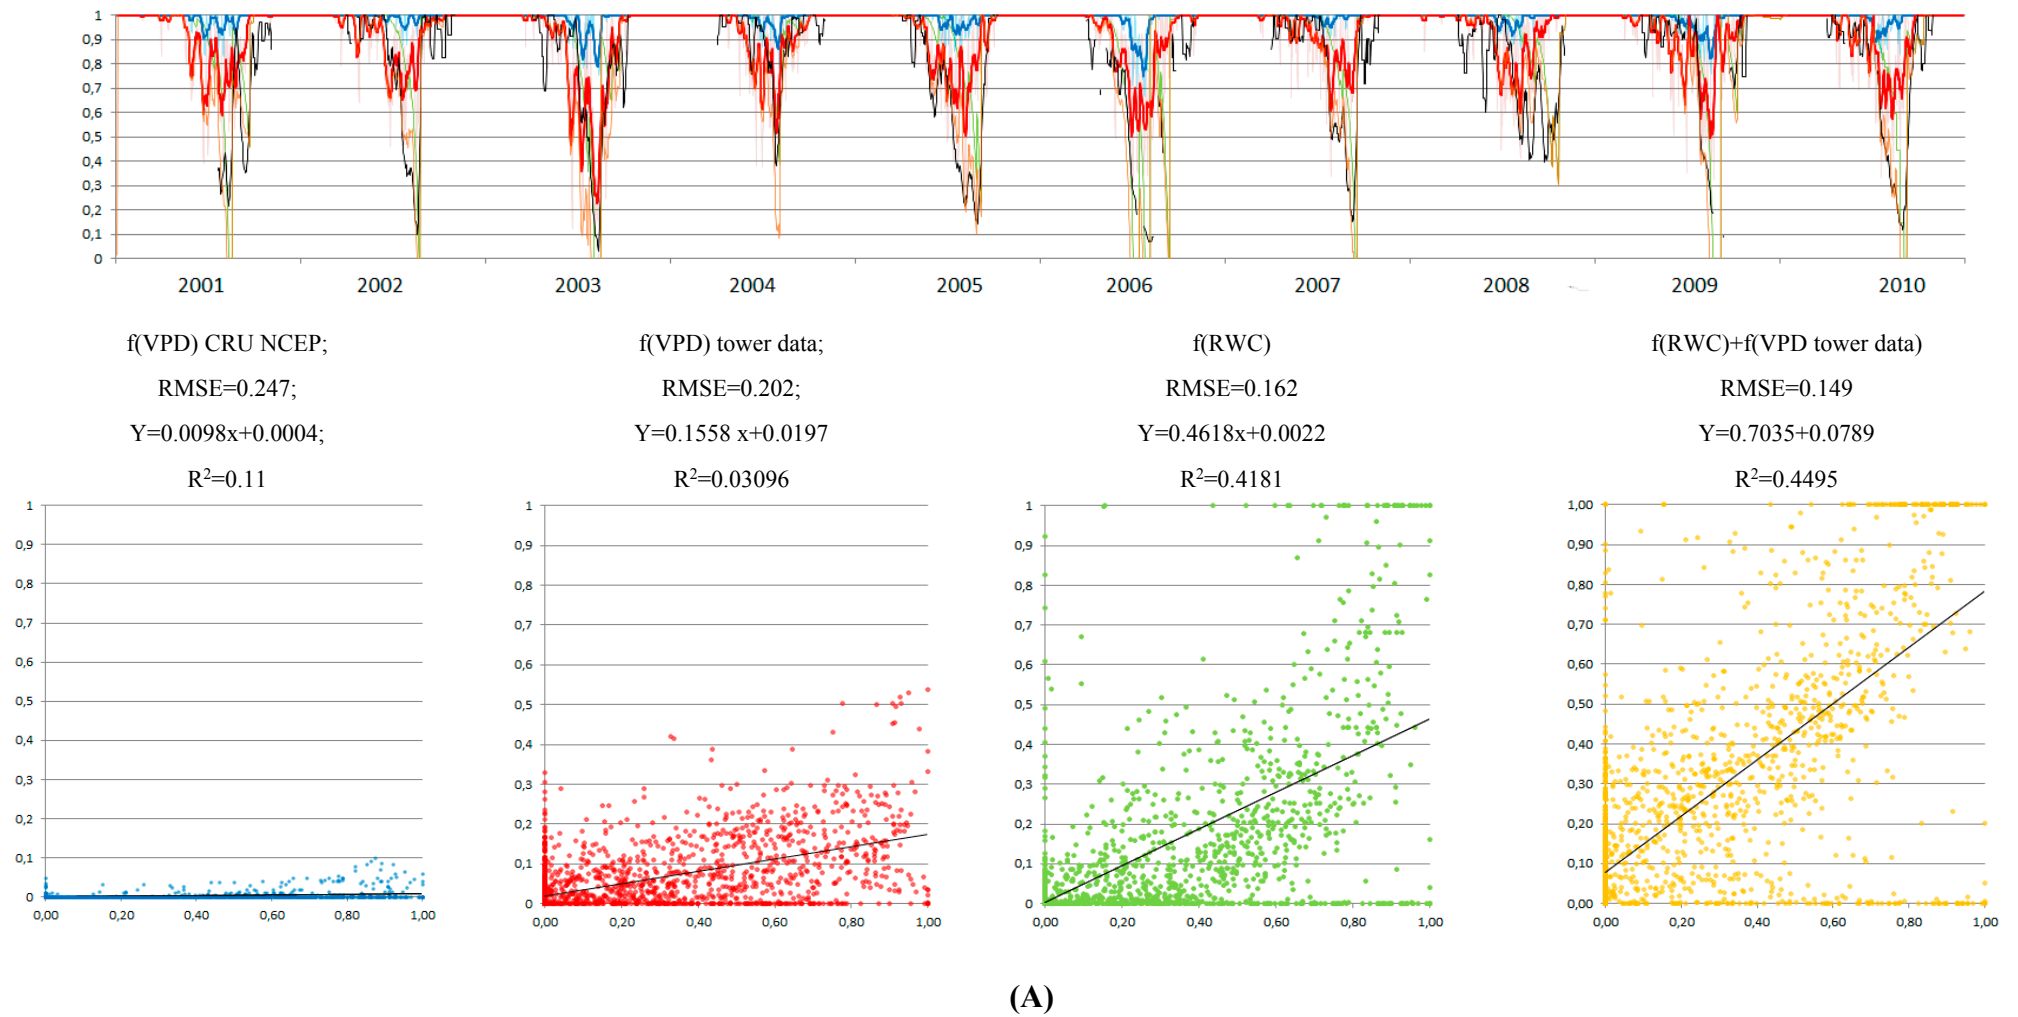 1
0,9
0,8
0,7
0,6
0,5
0,4
0,3
0,2
0,1
0
2001 2002 2003 2004 2005 2006 2007 2008 2009 2010
f(VPD) CRU NCEP;
RMSE=0.247;
Y=0.0098x+0.0004;
R²=0.11
f(VPD) tower data;
RMSE=0.202;
Y=0.1558 x+0.0197
R²=0.03096
f(RWC)
RMSE=0.162
Y=0.4618x+0.0022
R²=0.4181
f(RWC)+f(VPD tower data)
RMSE=0.149
Y=0.7035+0.0789
R²=0.4495
1
0,9
0,8
0,7
0,6
0,5
0,4
0,3
0,2
0,1
0
0,00 0,20 0,40 0,60 0,80 1,00
1
0,9
0,8
0,7
0,6
0,5
0,4
0,3
0,2
0,1
0
0,00 0,20 0,40 0,60 0,80 1,00
1
0,9
0,8
0,7
0,6
0,5
0,4
0,3
0,2
0,1
0
0,00 0,20 0,40 0,60 0,80 1,00
1,00
0,90
0,80
0,70
0,60
0,50
0,40
0,30
0,20
0,10
0,00
0,00 0,20 0,40 0,60 0,80 1,00
(A)